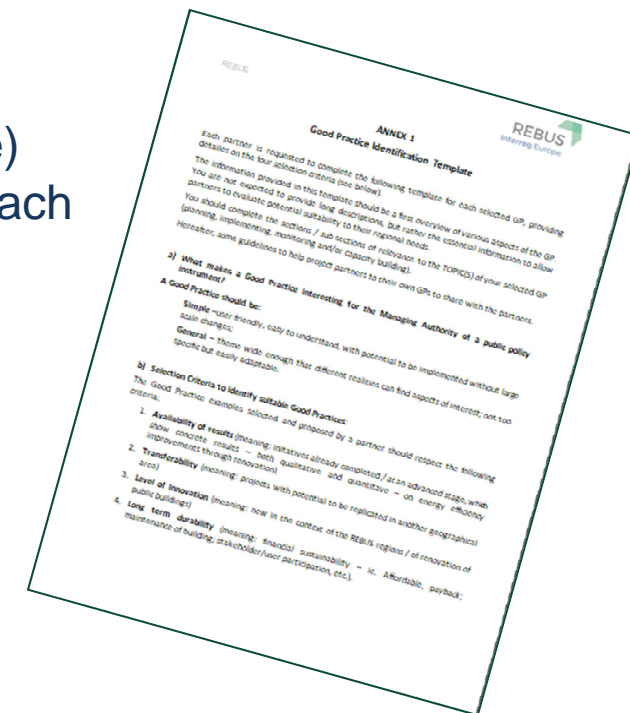 e)
ach
REBUS
REBUS
Interreg Europe
ANNEX 1
Good Practice Identification Template
Each partner is requested to complete the following template for each selected GP, providing
detailes on the four selection criteria (see below).
The information provided in this template should be a first overview of various aspects of the GP.
You are not expected to provide long descriptions, but rather the essential information to allow
partners to evaluate potential suitability to their regional needs.
You should complete the sections / sub sections of relevance to the TOPIC(S) of your selected GP
(planning, implementing, monitoring and/or capacity building).
Hereafter, some guidelines to help project partners to their own GPs to share with the partners.
a) What makes a Good Practice interesting for the Managing Authority of a public policy
instrument?
A Good Practice should be:
Simple –user friendly, easy to understand, with potential to be implemented without large
scale changes;
General – theme wide enough that different realities can find aspects of interest; not too
specific but easily adaptable.
b) Selection Criteria to identify suitable Good Practices:
The Good Practice examples selected and proposed by a partner should respect the following
criteria:
1. Availability of results (meaning: initiatives already completed / at an advanced stage, which
show concrete results – both qualitative and quantitive – on energy efficiency
improvements through renovation)
2. Transferability (meaning: projects with potential to be replicated in another geographical
area)
3. Level of Innovation (meaning: new in the context of the REBUS regions / of renovation of
public buildings)
4. Long term durability (meaning: financial sustainability – ie. Affordable, payback;
maintenance of building, stakeholder/user participation, etc.).